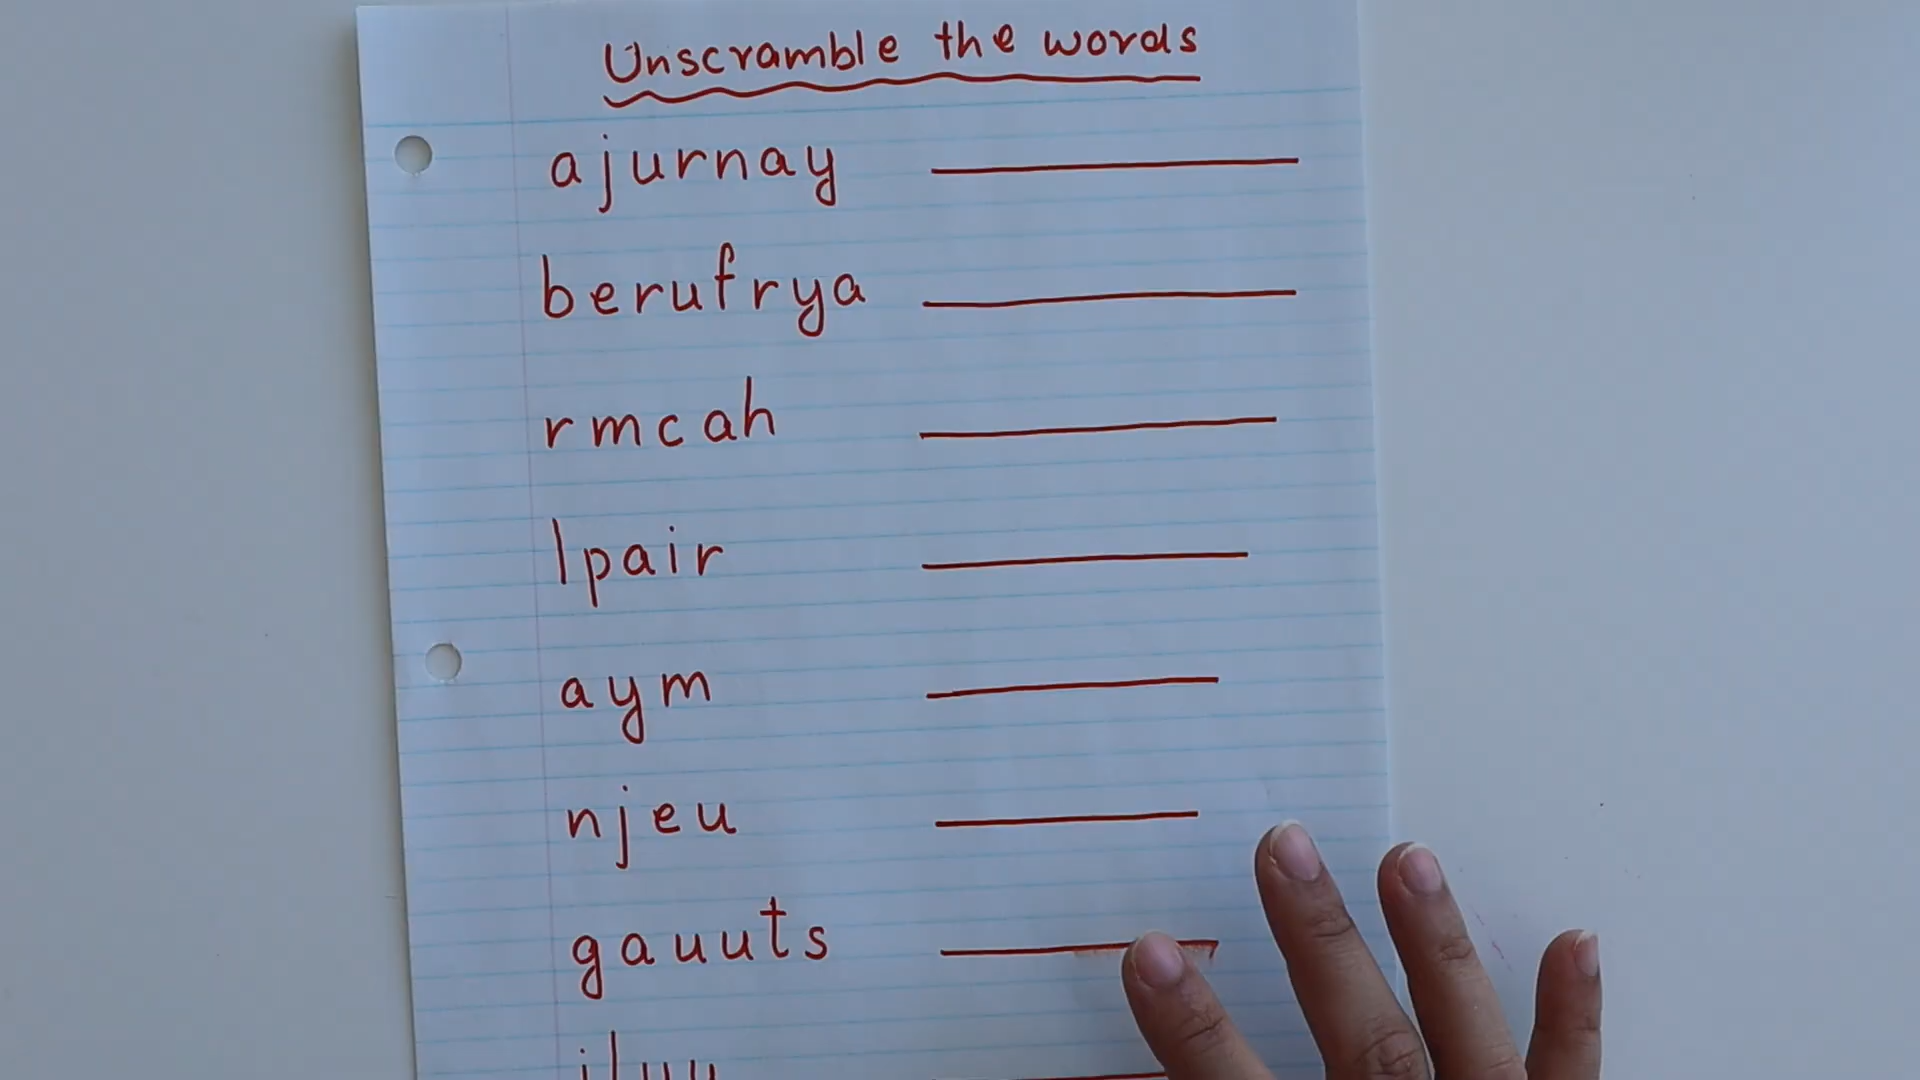 Unscramble the words
ajurnay
berufrya
rmcah
lpair
aym
njeu
gauuts